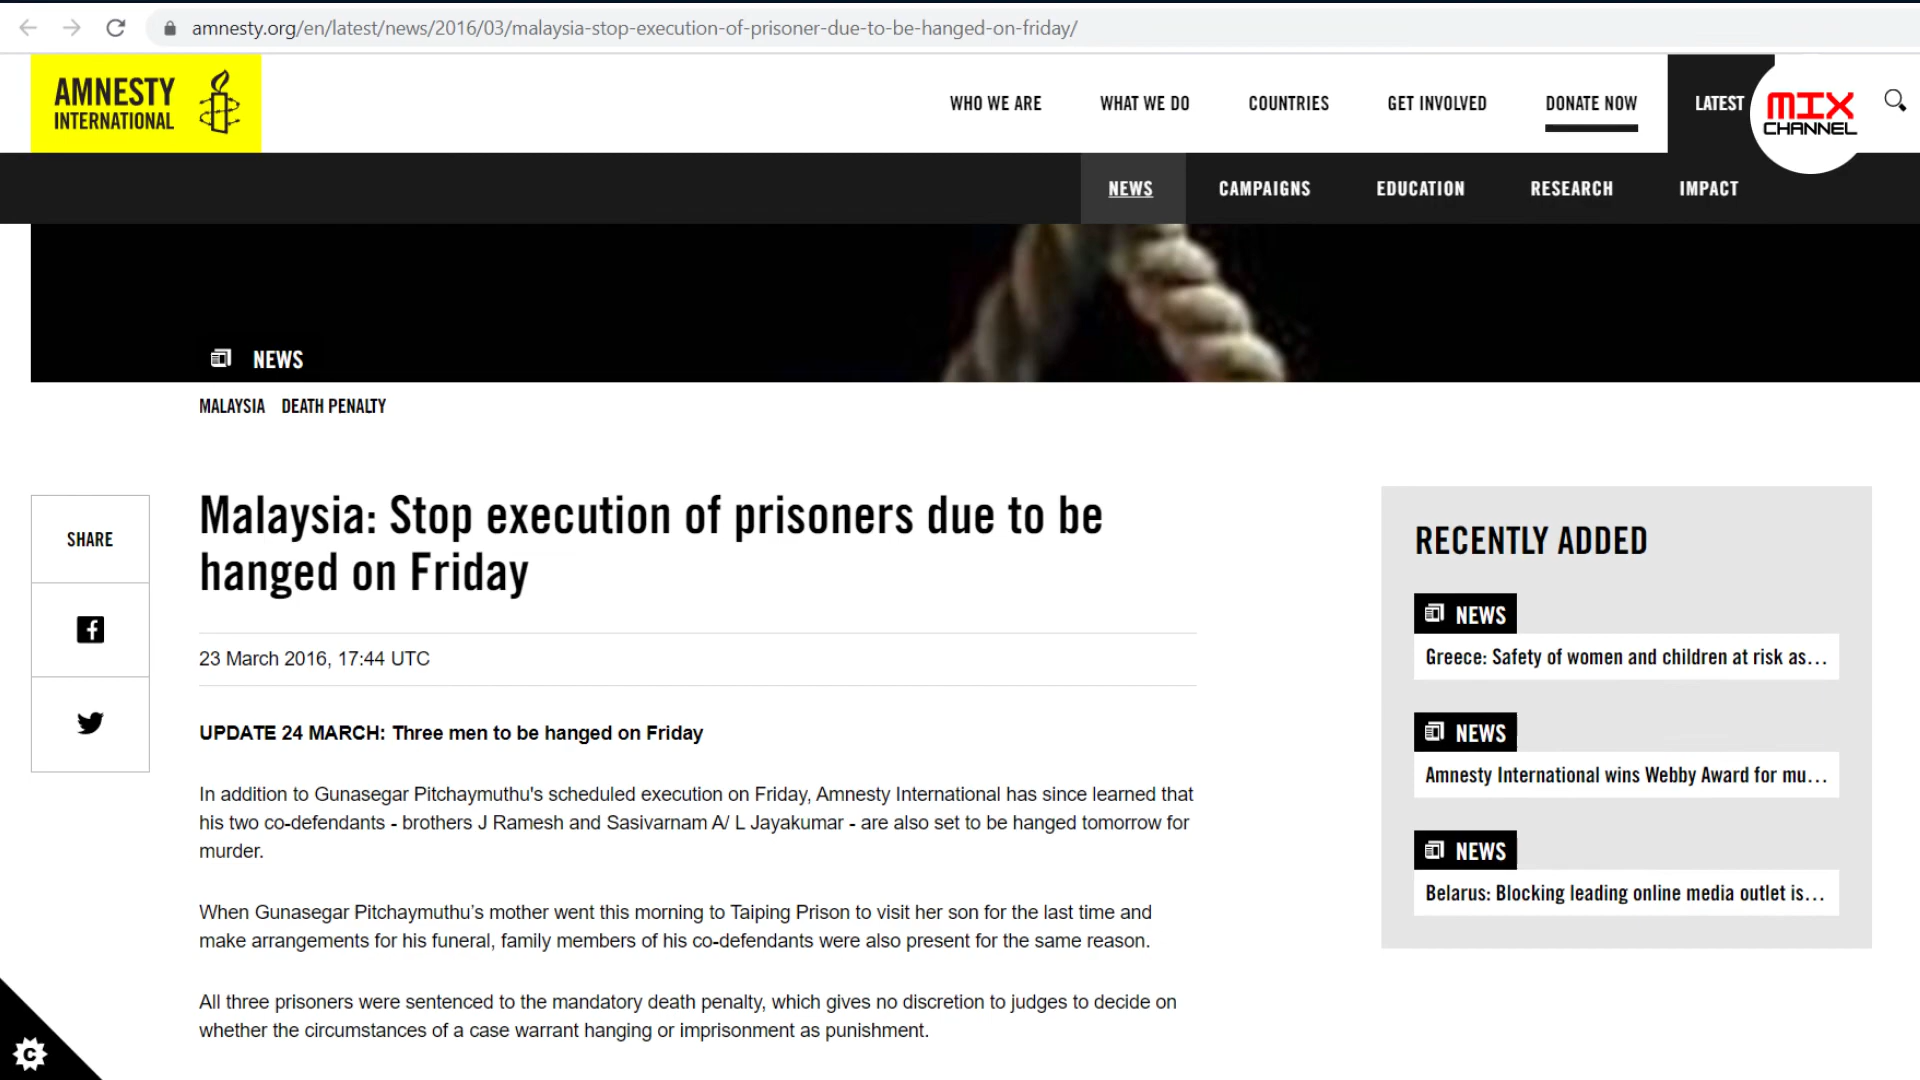 amnesty.org/en/latest/news/2016/03/malaysia-stop-execution-of-prisoner-due-to-be-hanged-on-friday/
AMNESTY
INTERNATIONAL
WHO WE ARE
WHAT WE DO
COUNTRIES
GET INVOLVED
DONATE NOW
LATEST
MIX
CHANNEL
NEWS
CAMPAIGNS
EDUCATION
RESEARCH
IMPACT
NEWS
MALAYSIA DEATH PENALTY
SHARE
Malaysia: Stop execution of prisoners due to be
hanged on Friday
23 March 2016, 17:44 UTC
UPDATE 24 MARCH: Three men to be hanged on Friday
In addition to Gunasegar Pitchaymuthu's scheduled execution on Friday, Amnesty International has since learned that
his two co-defendants - brothers J Ramesh and Sasivarnam A/ L Jayakumar - are also set to be hanged tomorrow for
murder.
When Gunasegar Pitchaymuthu’s mother went this morning to Taiping Prison to visit her son for the last time and
make arrangements for his funeral, family members of his co-defendants were also present for the same reason.
All three prisoners were sentenced to the mandatory death penalty, which gives no discretion to judges to decide on
whether the circumstances of a case warrant hanging or imprisonment as punishment.
RECENTLY ADDED
NEWS
Greece: Safety of women and children at risk as...
NEWS
Amnesty International wins Webby Award for mu...
NEWS
Belarus: Blocking leading online media outlet is...
C